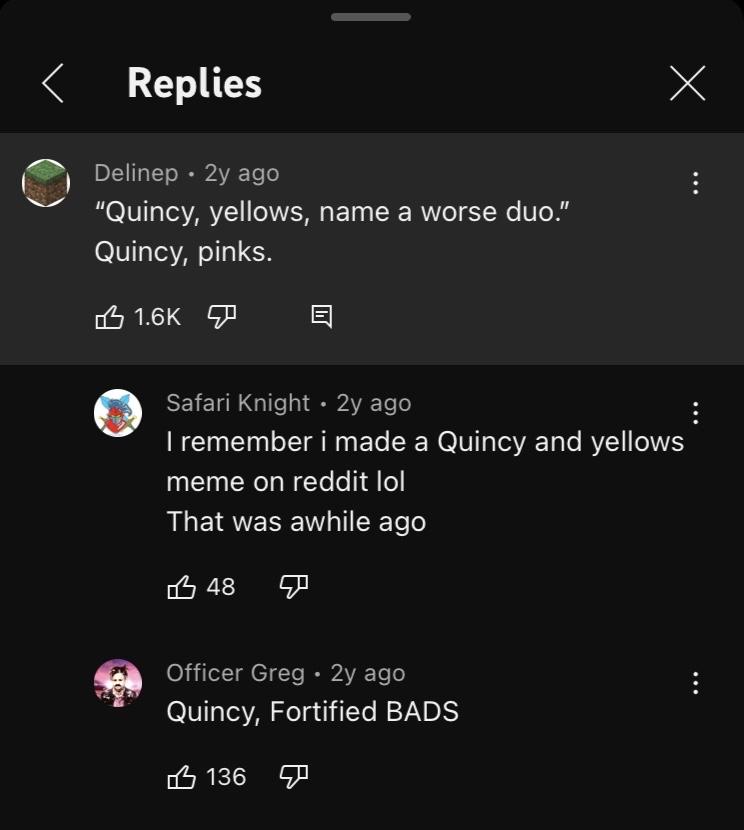 Replies
Delinep • 2y ago
“Quincy, yellows, name a worse duo.”
Quincy, pinks.
1.6K
Safari Knight • 2y ago
I remember i made a Quincy and yellows
meme on reddit lol
That was awhile ago
48
Officer Greg • 2y ago
Quincy, Fortified BADS
136